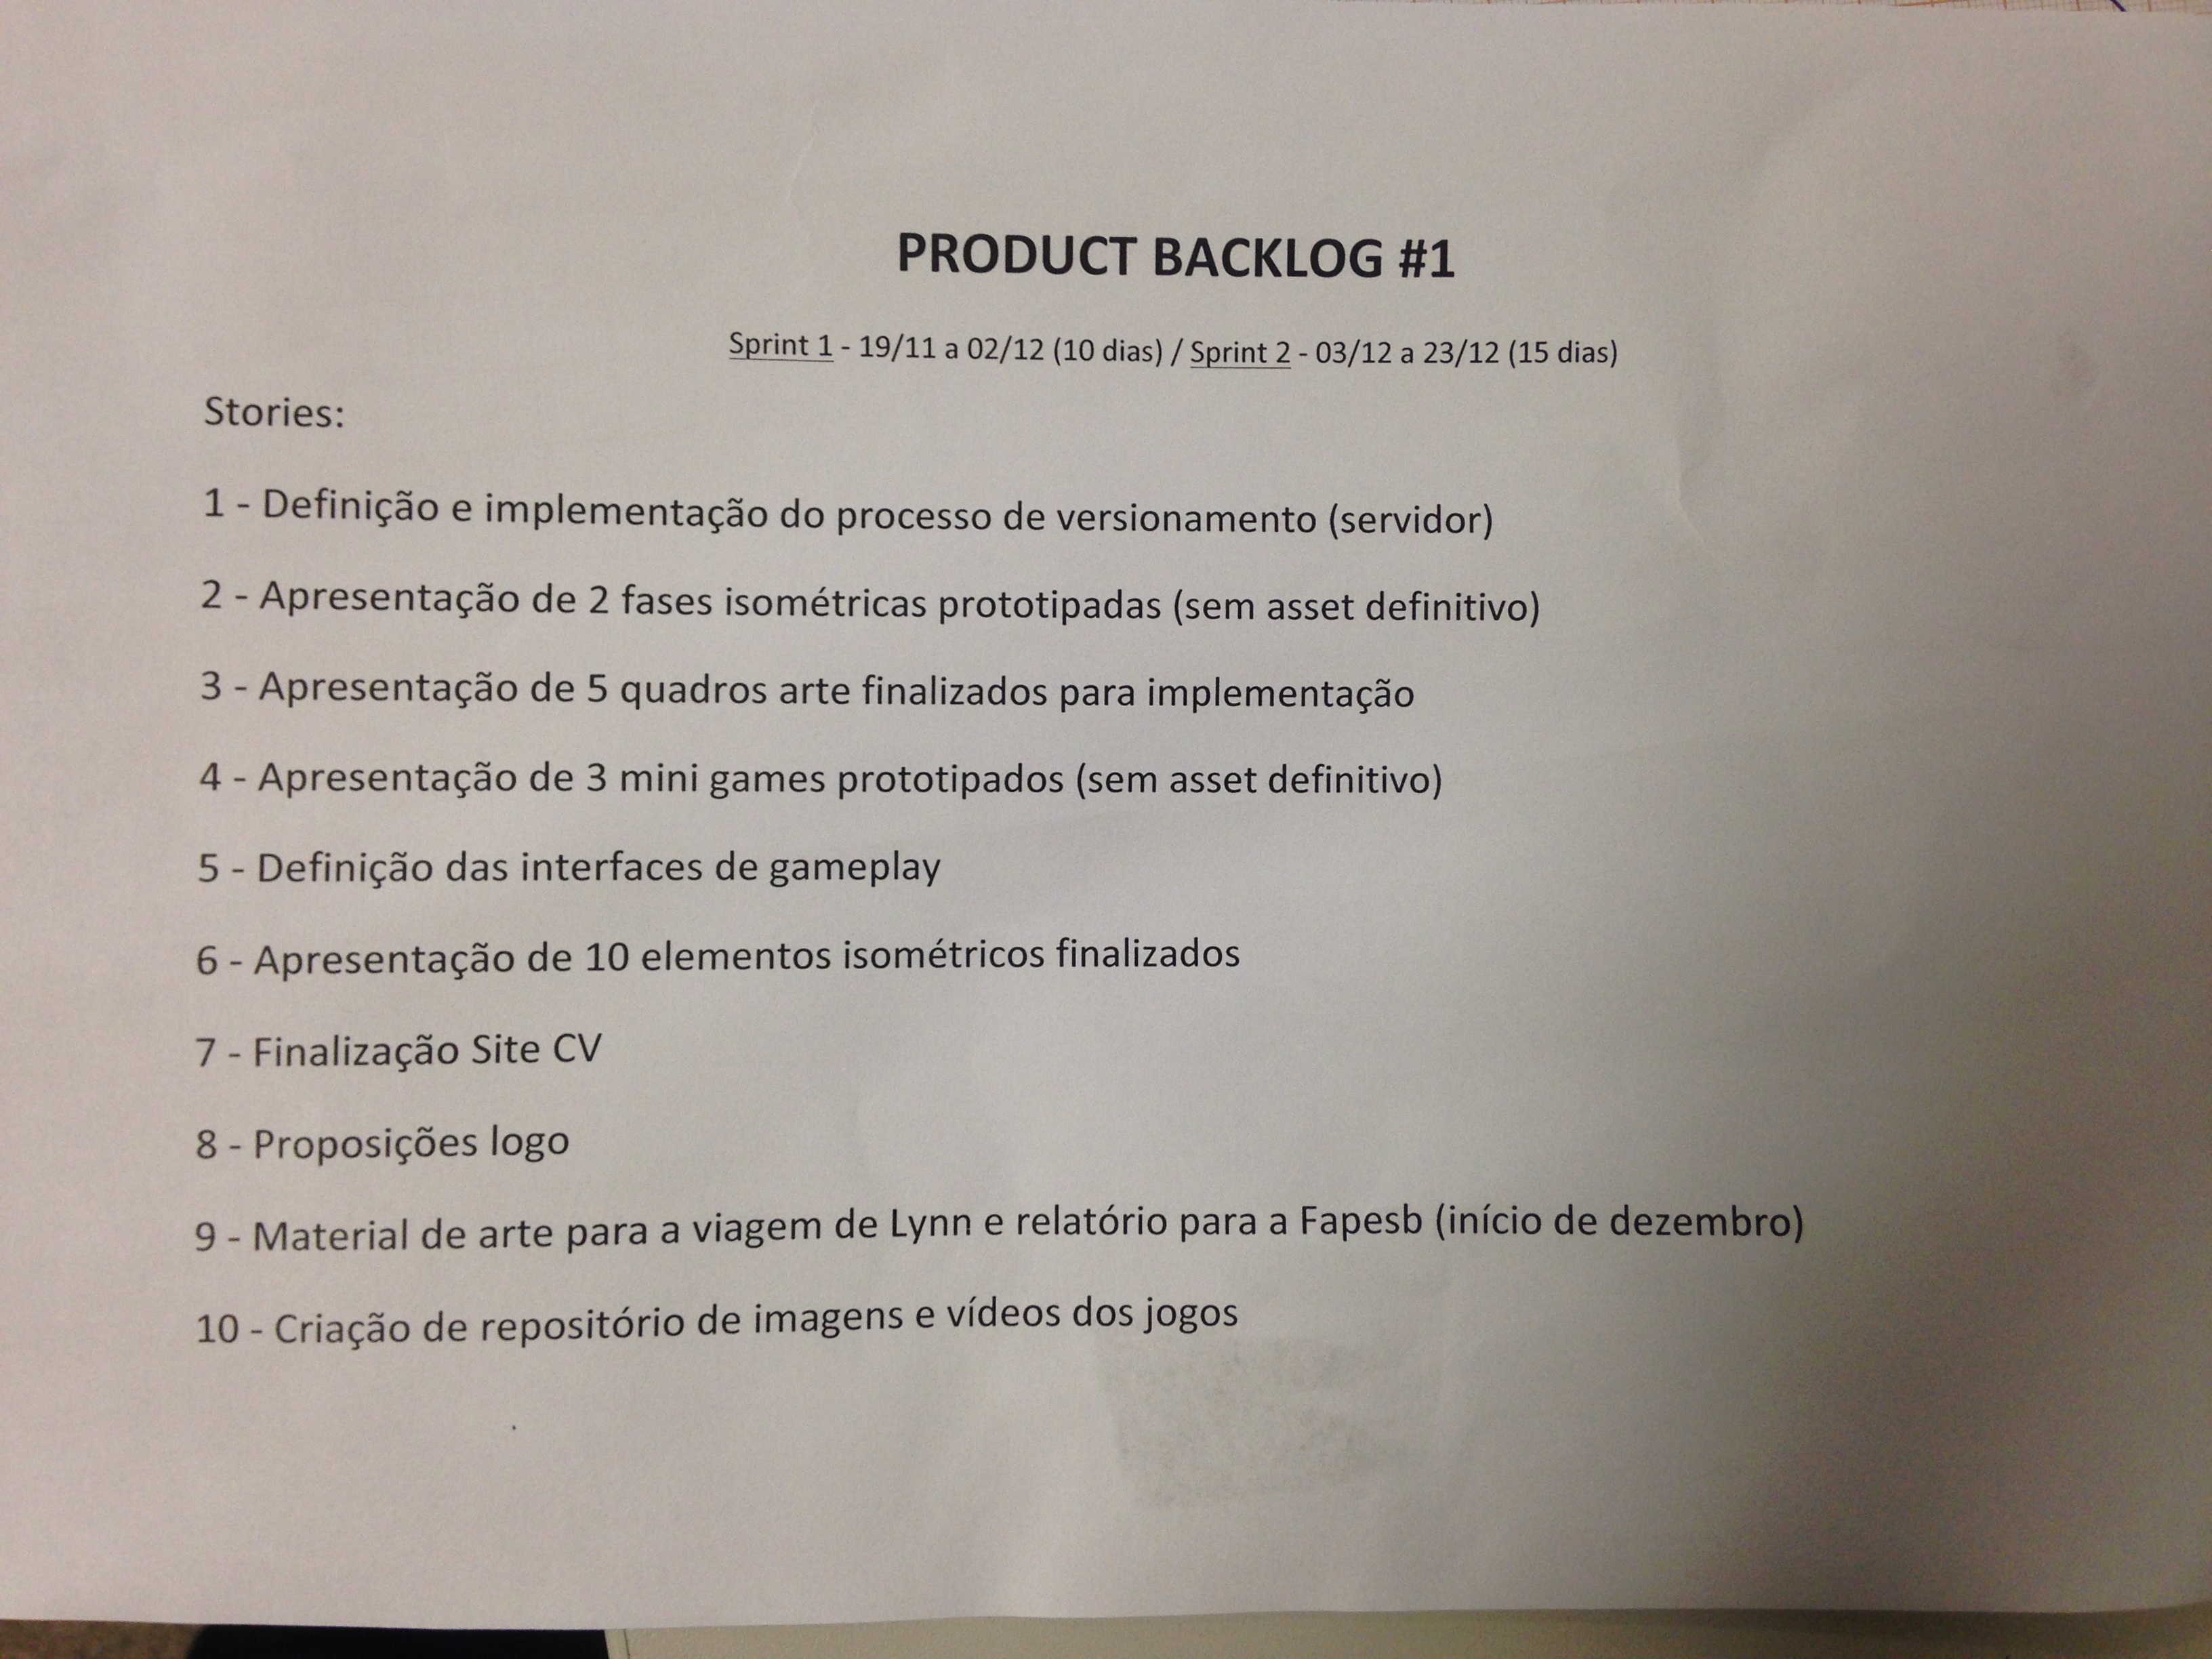 PRODUCT BACKLOG #1
Sprint 1 - 19/11 a 02/12 (10 dias) / Sprint 2 - 03/12 a 23/12 (15 dias)
Stories:
1 - Definição e implementação do processo de versionamento (servidor)
2 - Apresentação de 2 fases isométricas prototipadas (sem asset definitivo)
3 - Apresentação de 5 quadros arte finalizados para implementação
4 - Apresentação de 3 mini games prototipados (sem asset definitivo)
5 - Definição das interfaces de gameplay
6 - Apresentação de 10 elementos isométricos finalizados
7 - Finalização Site CV
8 - Proposições logo
9 - Material de arte para a viagem de Lynn e relatório para a Fapesb (início de dezembro)
10 - Criação de repositório de imagens e vídeos dos jogos